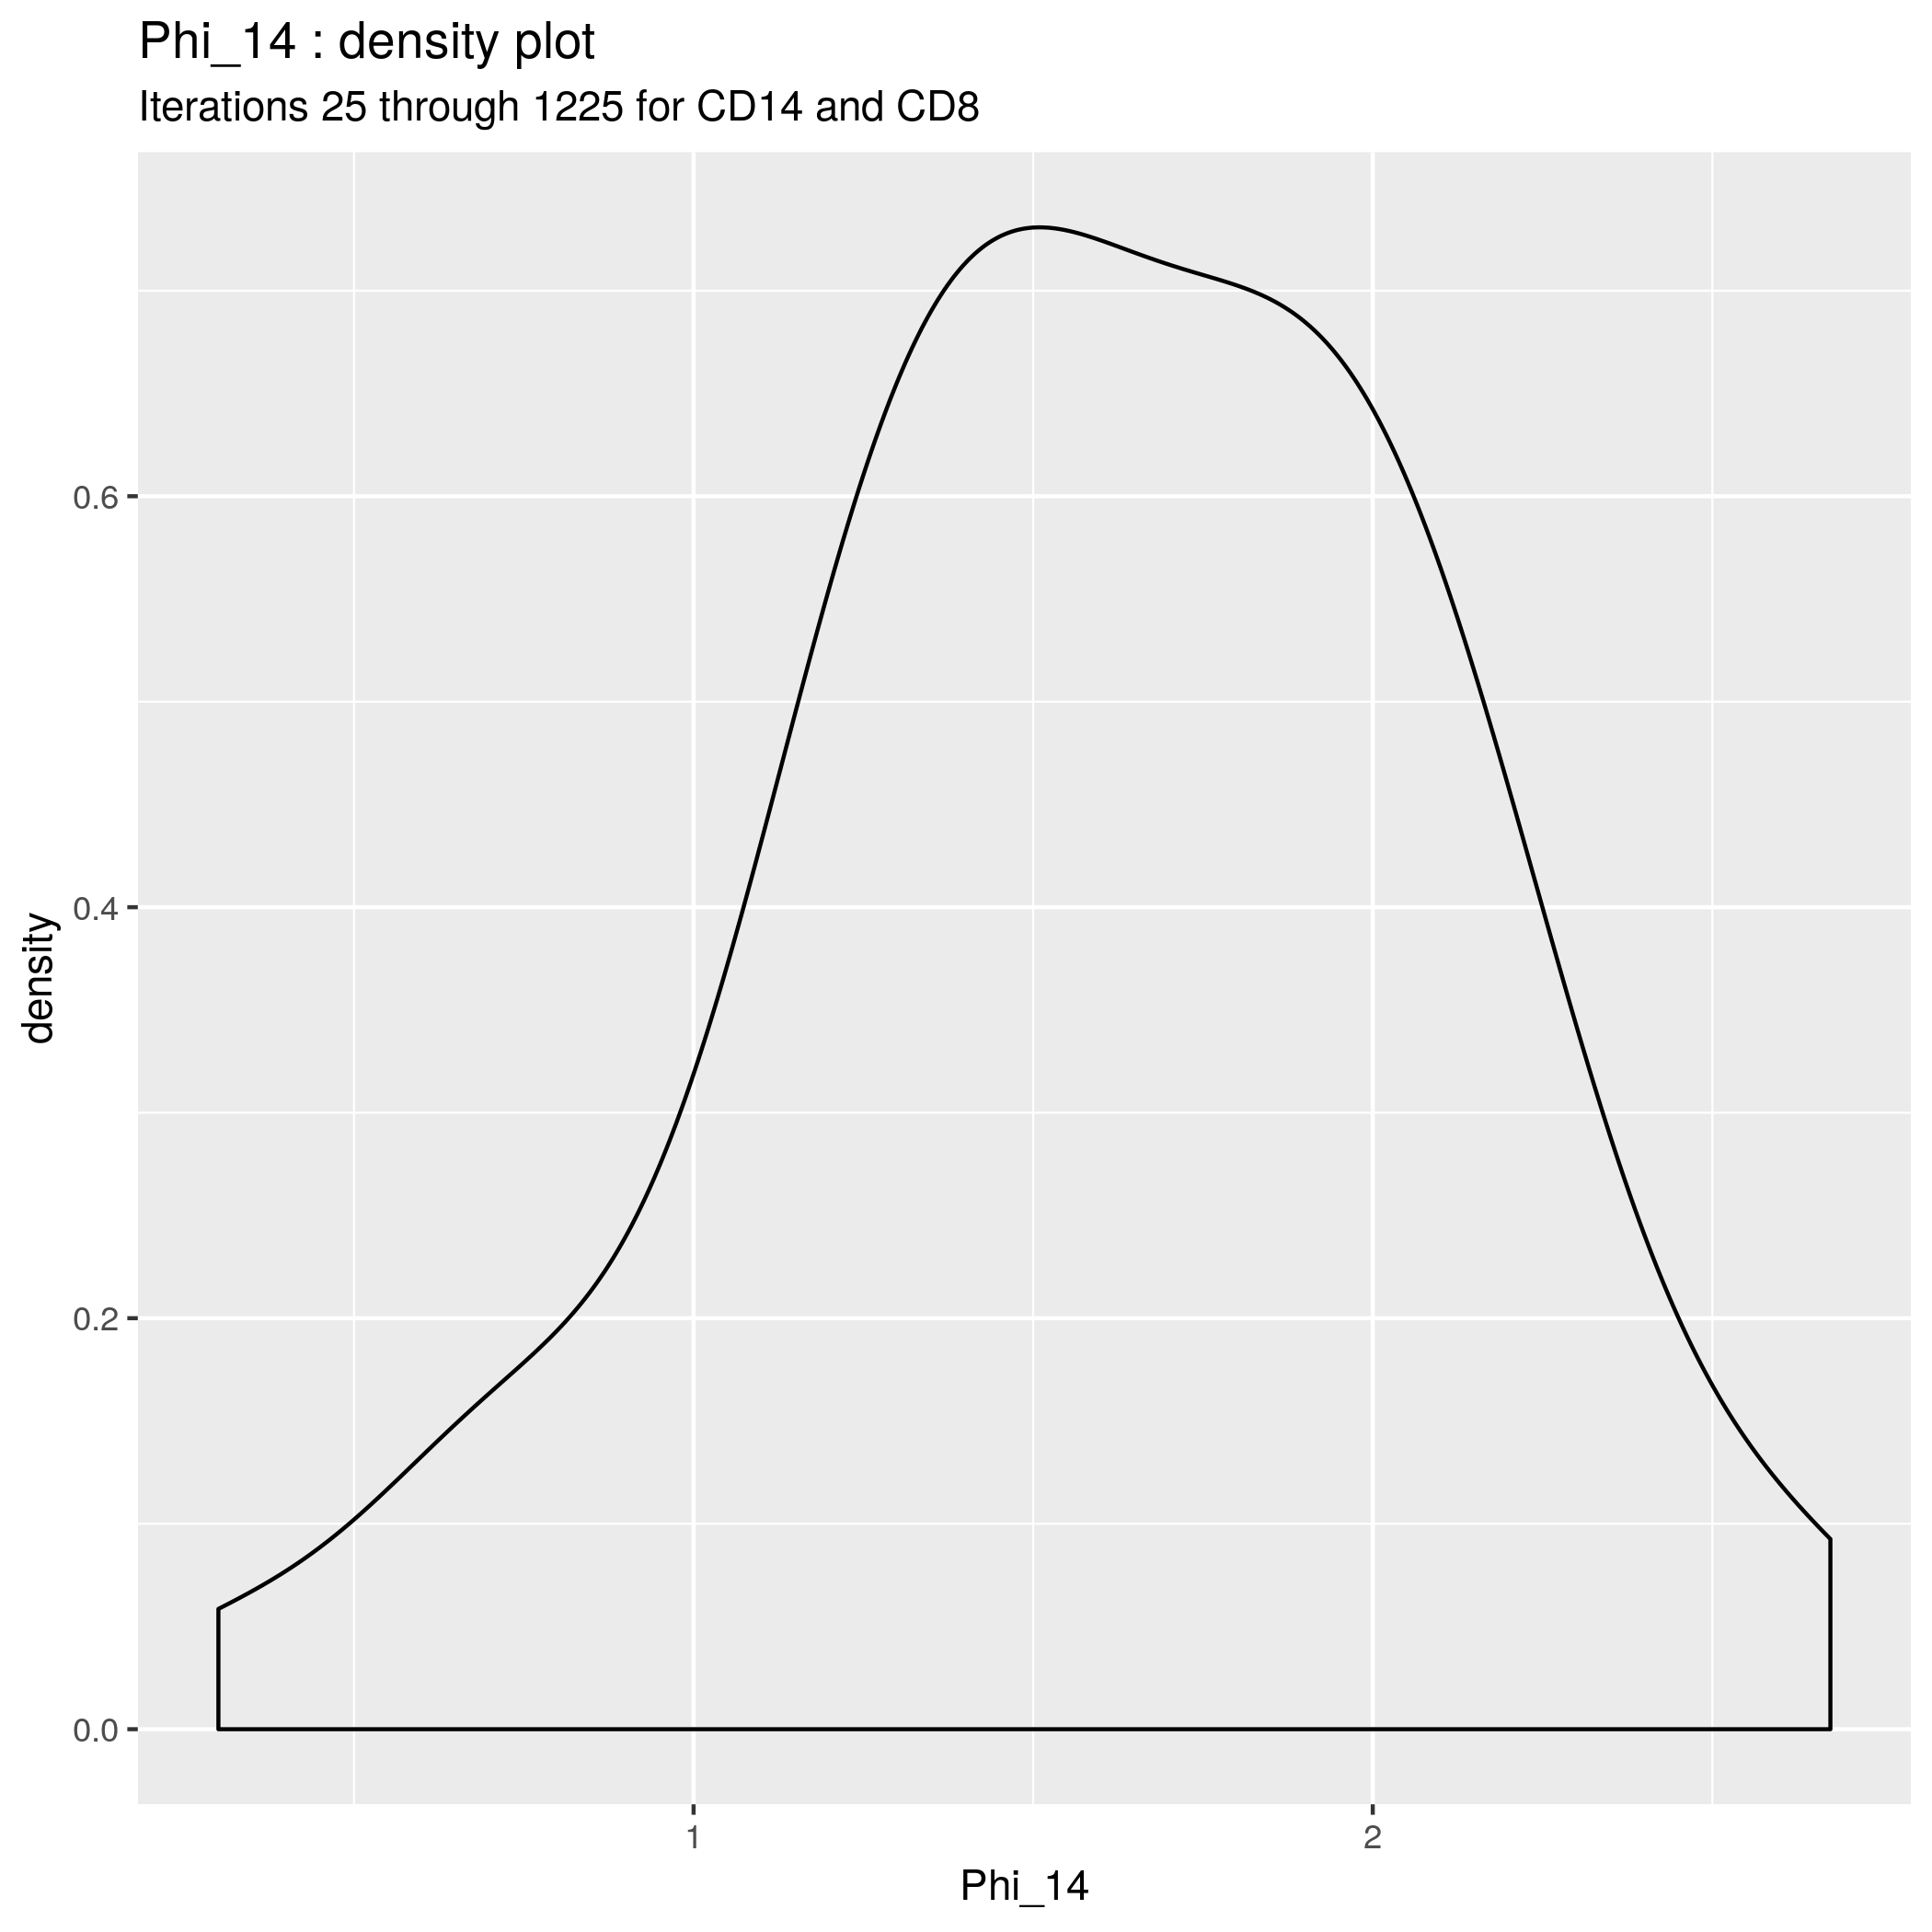 Phi_14 : density plot
Iterations 25 through 1225 for CD14 and CD8
density
0.6
0.4
0.2
0.0
1
2
Phi_14